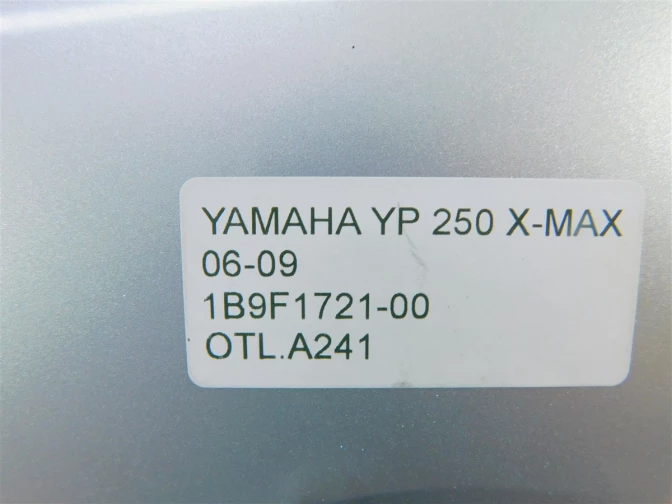 YAMAHA YP 250 X-MAX
06-09
1B9F1721-00
OTL.A241